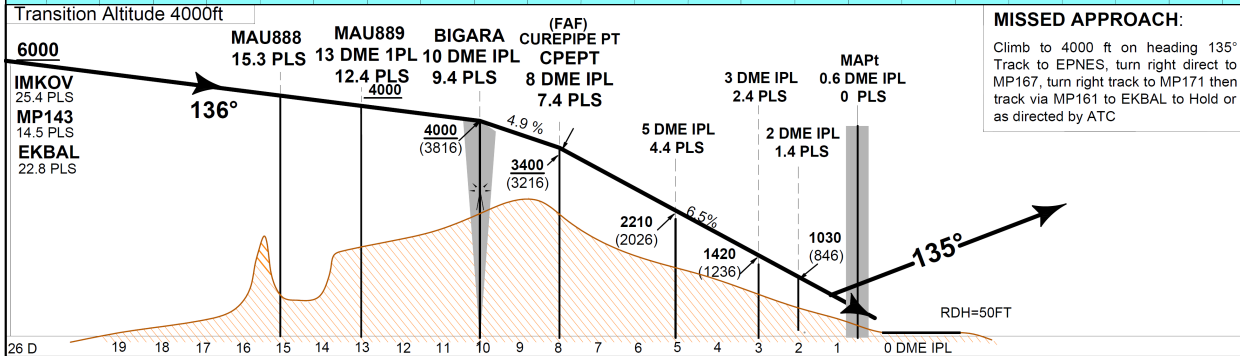 Transition Altitude 4000ft
6000
IMKOV
25.4 PLS
MP143
14.5 PLS
EKBAL
22.8 PLS
136°
MAU888
15.3 PLS
MAU889
13 DME 1PL
12.4 PLS
4000
BIGARA
10 DME IPL
9.4 PLS
4000
(3816)
4.9 %
(FAF)
CUREPIPE PT
CPEPT
8 DME IPL
7.4 PLS
3400
(3216)
5 DME IPL
4.4 PLS
2210
(2026)
6.5%
3 DME IPL
2.4 PLS
1420
(1236)
2 DME IPL
1.4 PLS
1030
(846)
MAPt
0.6 DME IPL
0 PLS
135°
RDH=50FT
MISSED APPROACH:
Climb to 4000 ft on heading 135°
Track to EPNES, turn right direct to
MP167, turn right track to MP171 then
track via MP161 to EKBAL to Hold or
as directed by ATC
26 D 19 18 17 16 15 14 13 12 11 10 9 8 7 6 5 4 3 2 1 0 DME IPL